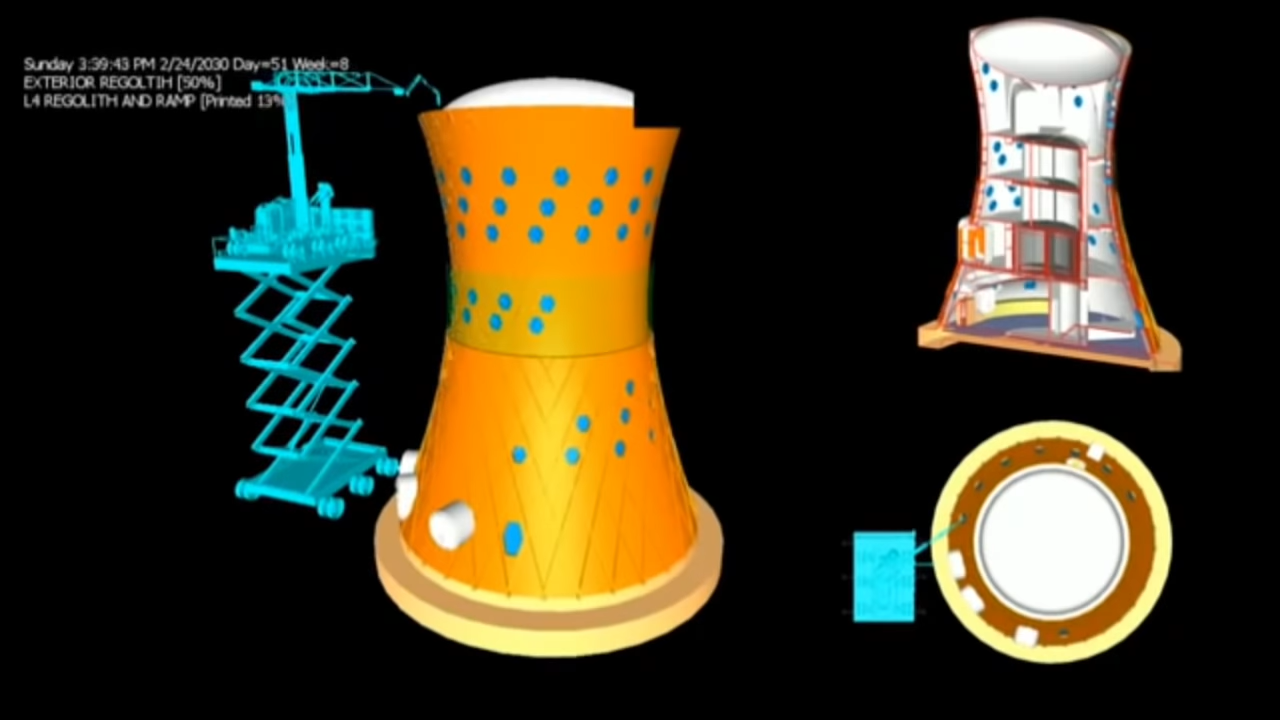 Sunday 3:39:43 PM 2/24/2030 Day=51 Week=8
EXTERIOR REGOLTIH [50%]
L4 REGOLITH AND RAMP [Printed 13%]